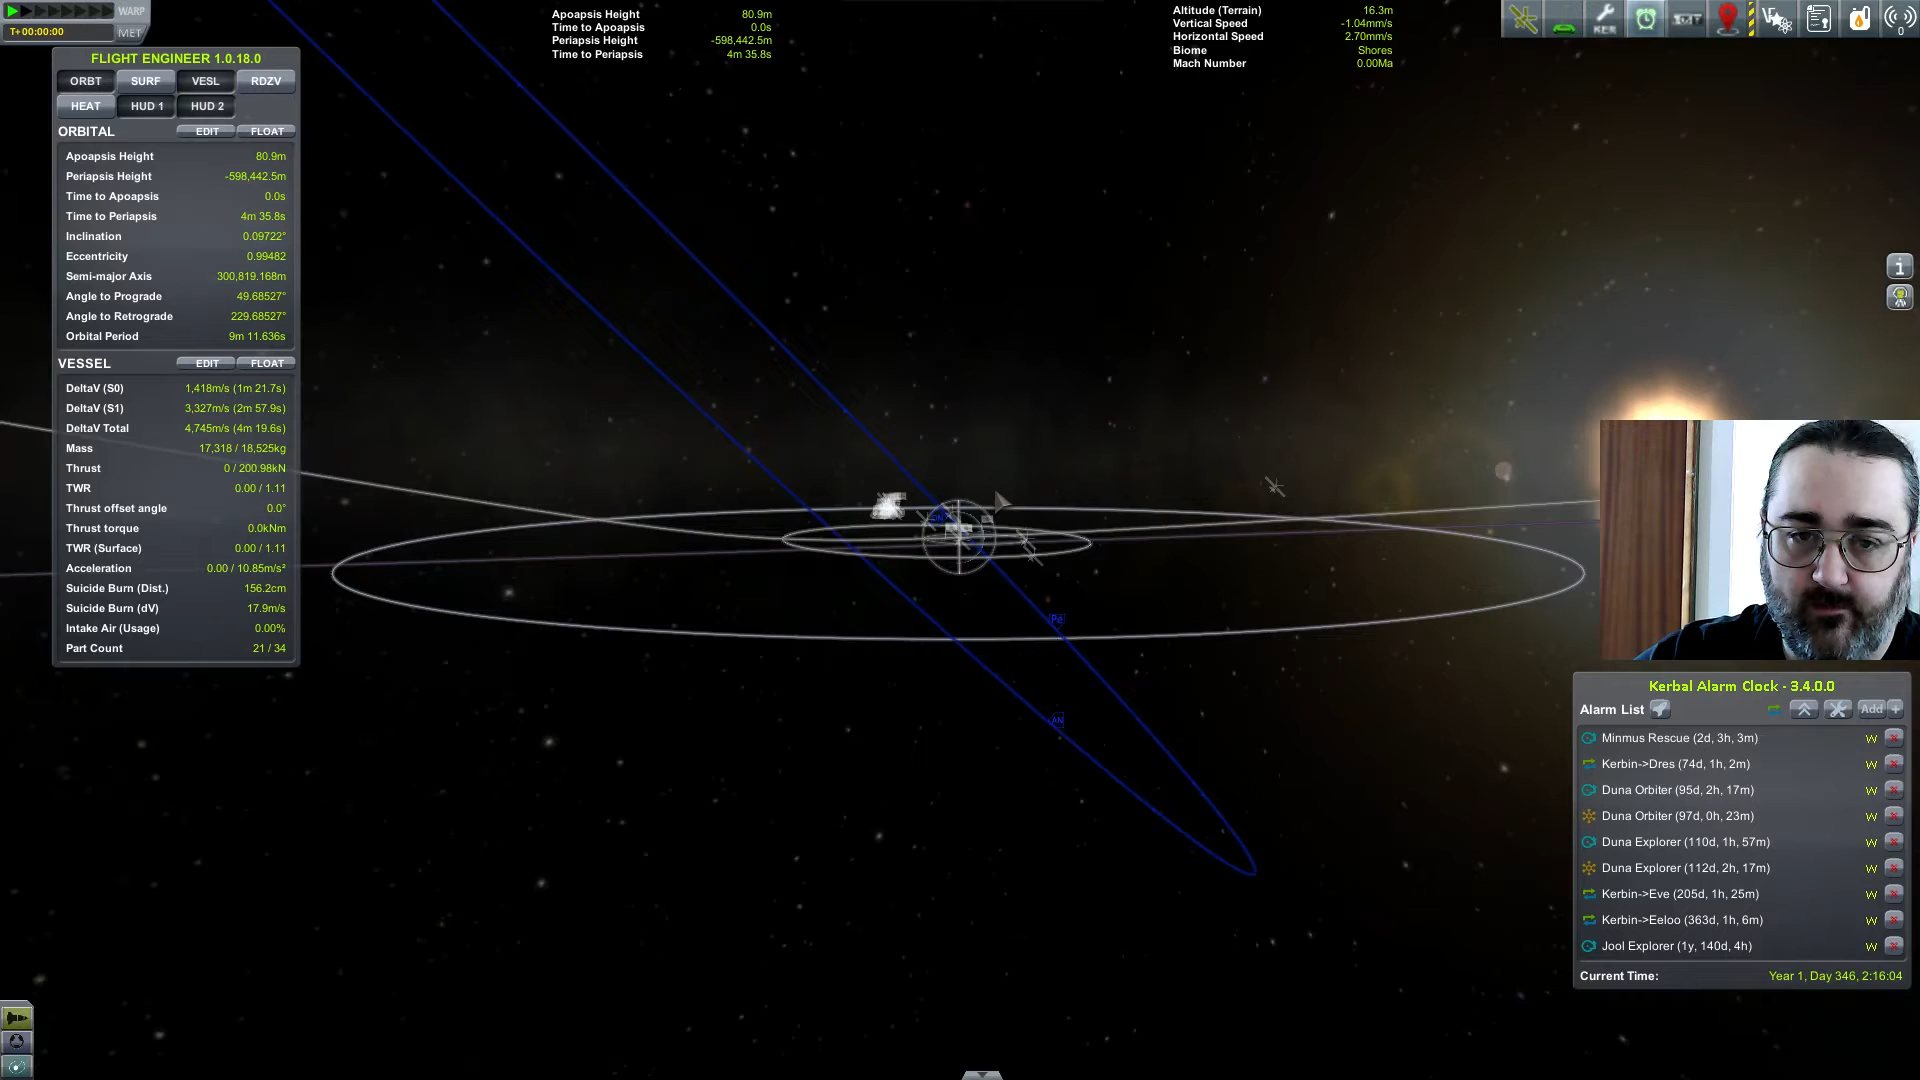 WARP
T+ 00:00:00
MET
Apoapsis Height 80.9m
Time to Apoapsis 0.0s
Periapsis Height -598,442.5m
Time to Periapsis 4m 35.8s
Altitude (Terrain) 16.3m
Vertical Speed -1.04mm/s
Horizontal Speed 2.70mm/s
Biome Shores
Mach Number 0.00Ma
KER
0
FLIGHT ENGINEER 1.0.18.0
ORBT SURF VESL RDZV
HEAT HUD 1 HUD 2
ORBITAL EDIT FLOAT
Apoapsis Height 80.9m
Periapsis Height -598,442.5m
Time to Apoapsis 0.0s
Time to Periapsis 4m 35.8s
Inclination 0.09722°
Eccentricity 0.99482
Semi-major Axis 300,819.168m
Angle to Prograde 49.68527°
Angle to Retrograde 229.68527°
Orbital Period 9m 11.636s
VESSEL EDIT FLOAT
DeltaV (S0) 1,418m/s (1m 21.7s)
DeltaV (S1) 3,327m/s (2m 57.9s)
DeltaV Total 4,745m/s (4m 19.6s)
Mass 17,318 / 18,525kg
Thrust 0 / 200.98kN
TWR 0.00 / 1.11
Thrust offset angle 0.0°
Thrust torque 0.0kNm
TWR (Surface) 0.00 / 1.11
Acceleration 0.00 / 10.85m/s²
Suicide Burn (Dist.) 156.2cm
Suicide Burn (dV) 17.9m/s
Intake Air (Usage) 0.00%
Part Count 21 / 34
Pe
AN
Kerbal Alarm Clock - 3.4.0.0
Alarm List Add +
Minmus Rescue (2d, 3h, 3m) W
Kerbin->Dres (74d, 1h, 2m) W
Duna Orbiter (95d, 2h, 17m) W
Duna Orbiter (97d, 0h, 23m) W
Duna Explorer (110d, 1h, 57m) W
Duna Explorer (112d, 2h, 17m) W
Kerbin->Eve (205d, 1h, 25m) W
Kerbin->Eeloo (363d, 1h, 6m) W
Jool Explorer (1y, 140d, 4h) W
Current Time: Year 1, Day 346, 2:16:04